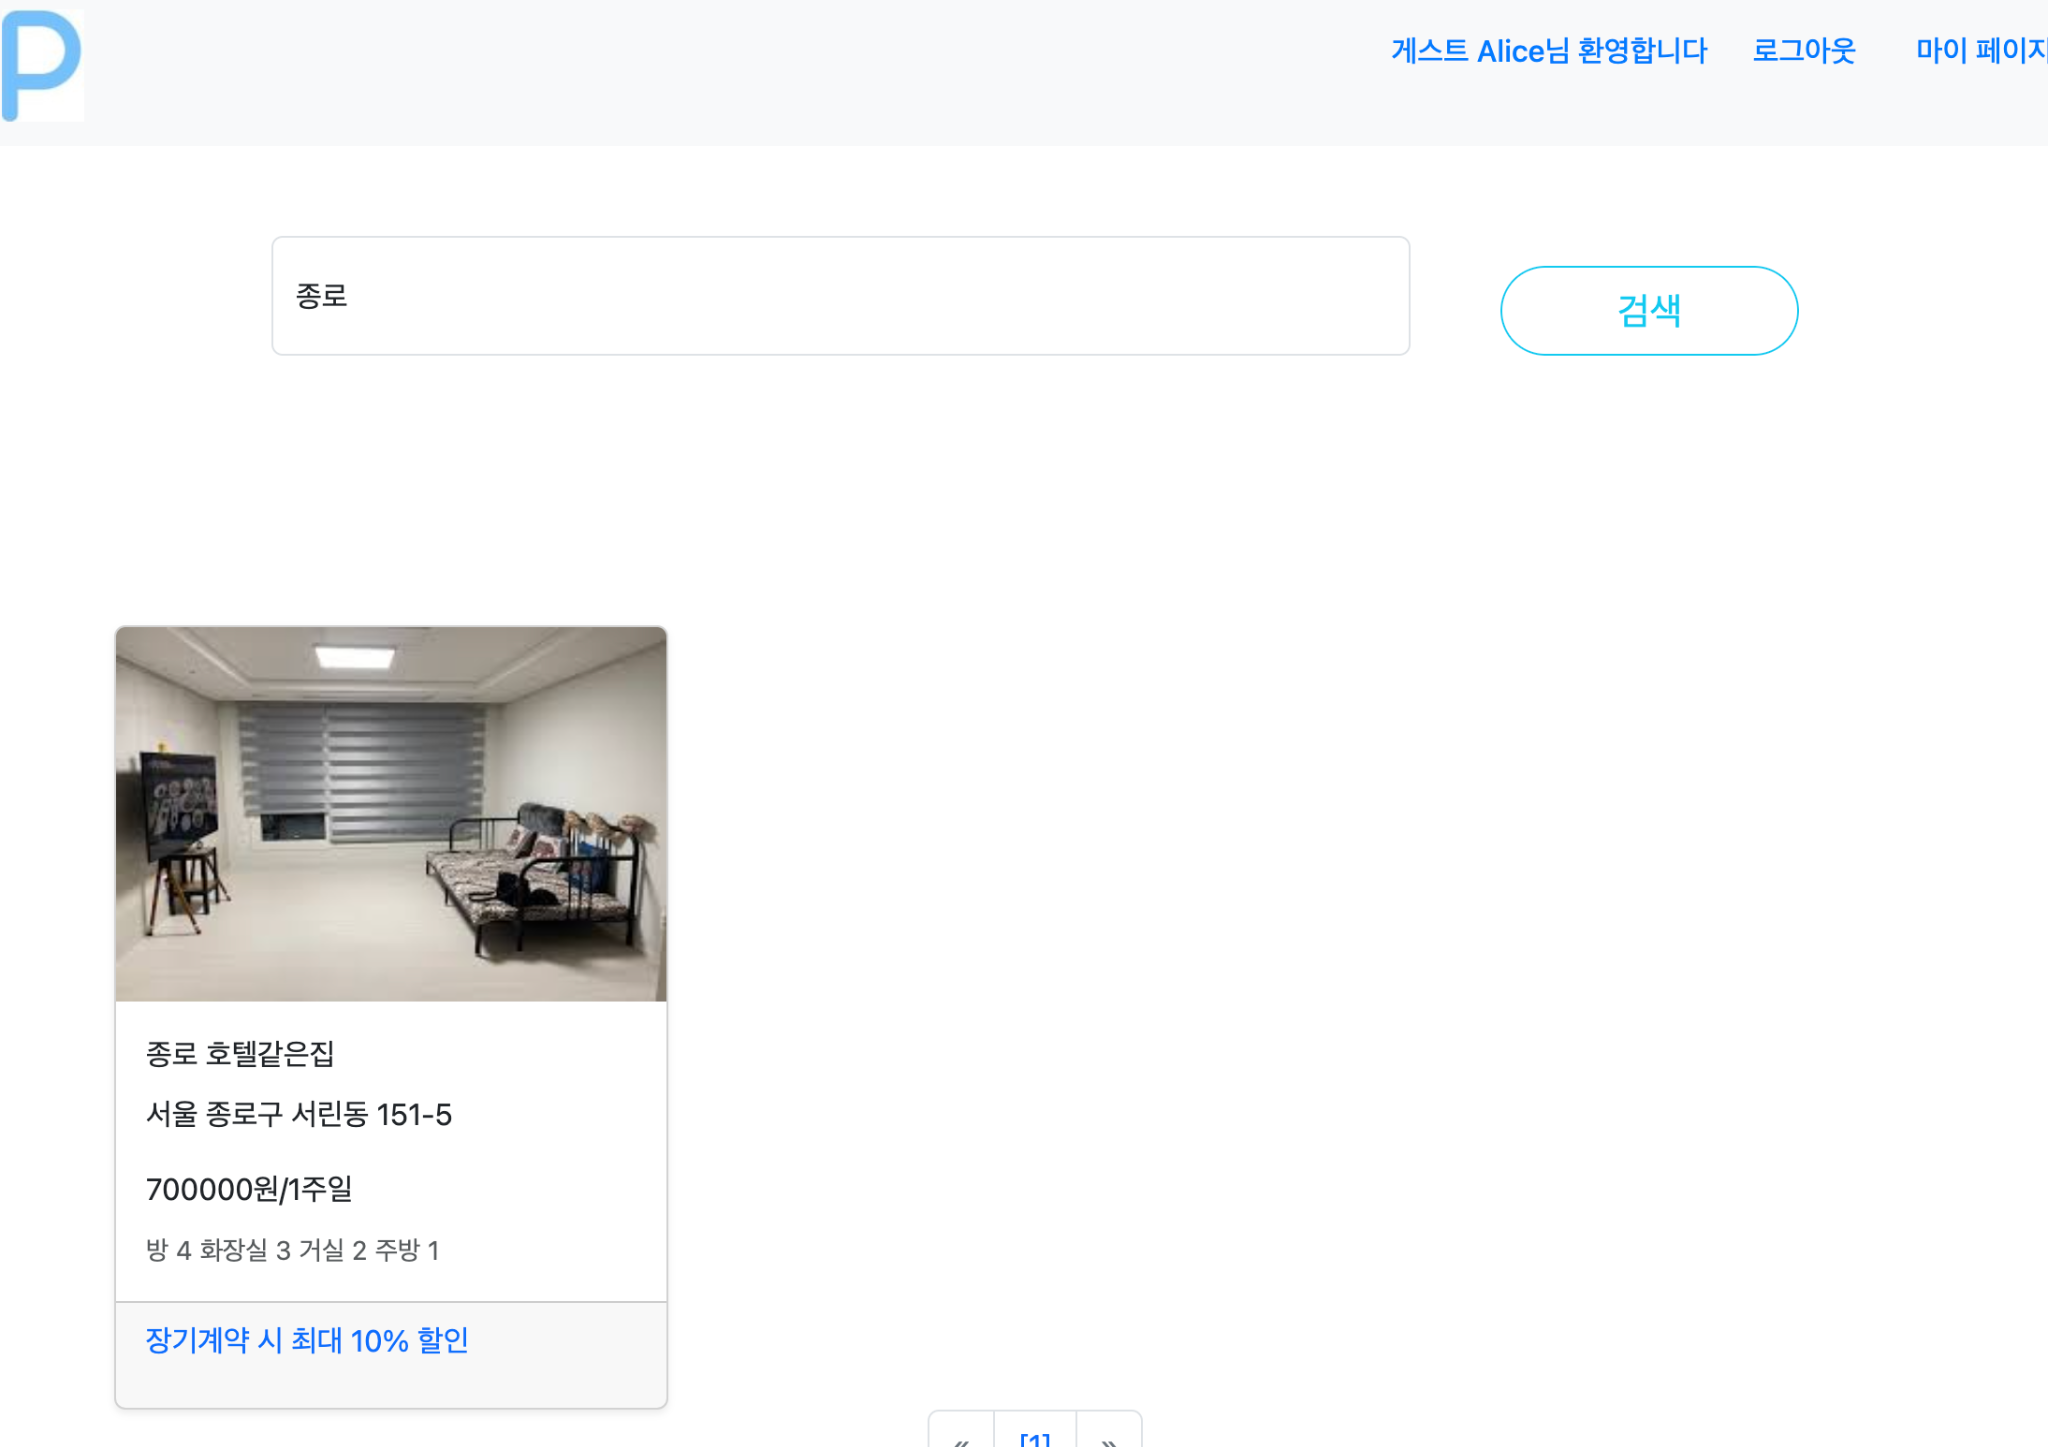 P
게스트 Alice님 환영합니다 로그아웃 마이 페이지
종로
검색
종로 호텔같은집
서울 종로구 서린동 151-5
700000원/1주일
방 4 화장실 3 거실 2 주방 1
장기계약 시 최대 10% 할인
« [1] »